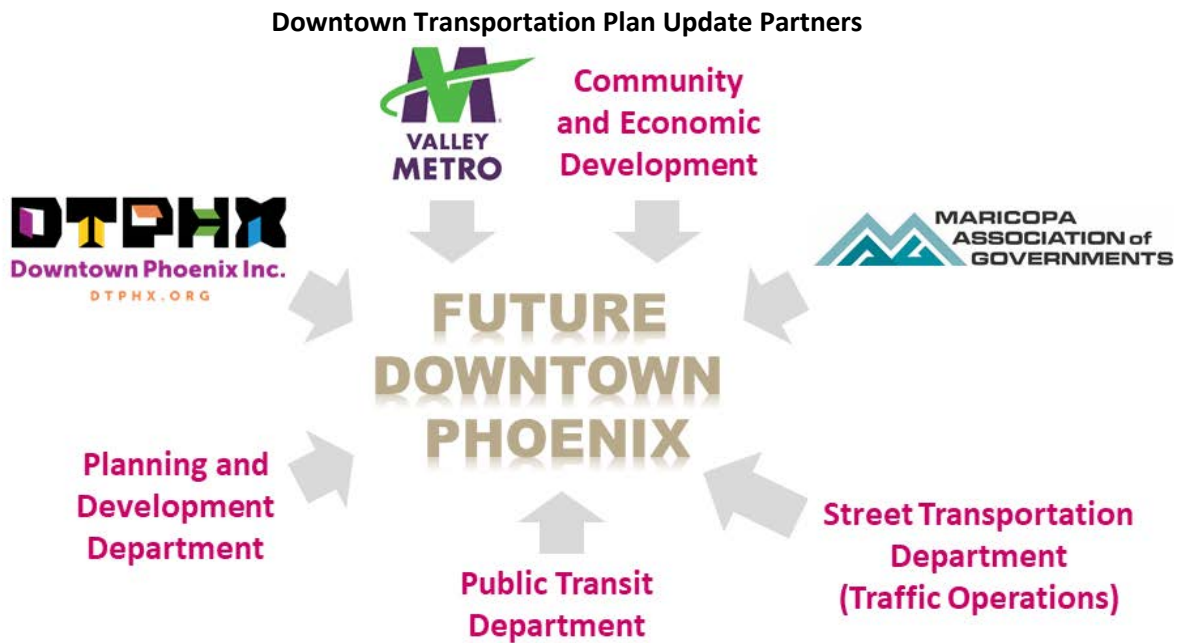 Downtown Transportation Plan Update Partners
VALLEY
METRO
Community
and Economic
Development
DTPHX
Downtown Phoenix Inc.
DTPHX.ORG
MARICOPA
ASSOCIATION of
GOVERNMENTS
FUTURE
DOWNTOWN
PHOENIX
Planning and
Development
Department
Public Transit
Department
Street Transportation
Department
(Traffic Operations)